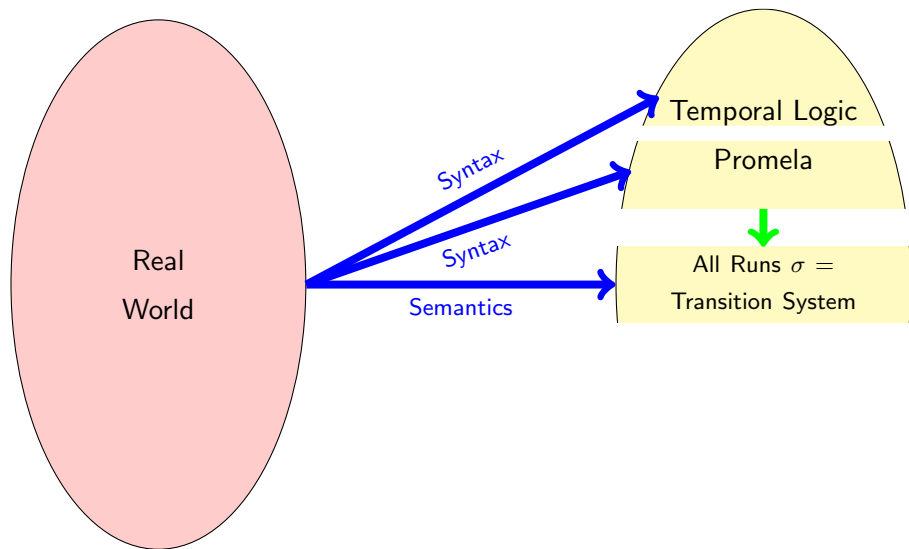 Temporal Logic
Syntax
Promela
Syntax
Real
World
All Runs σ =
Transition System
Semantics